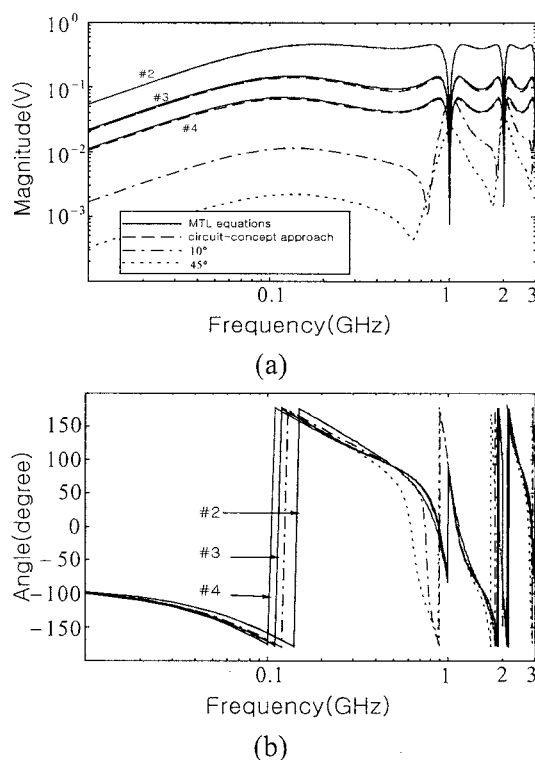 10⁰
10⁻¹
10⁻²
10⁻³
Magnitude(V)
#2
#3
#4
MTL equations
circuit-concept approach
10°
45°
0.1 1 2 3
Frequency(GHz)
(a)
150
100
50
0
−50
−100
−150
Angle(degree)
#2
#3
#4
0.1 1 2 3
Frequency(GHz)
(b)